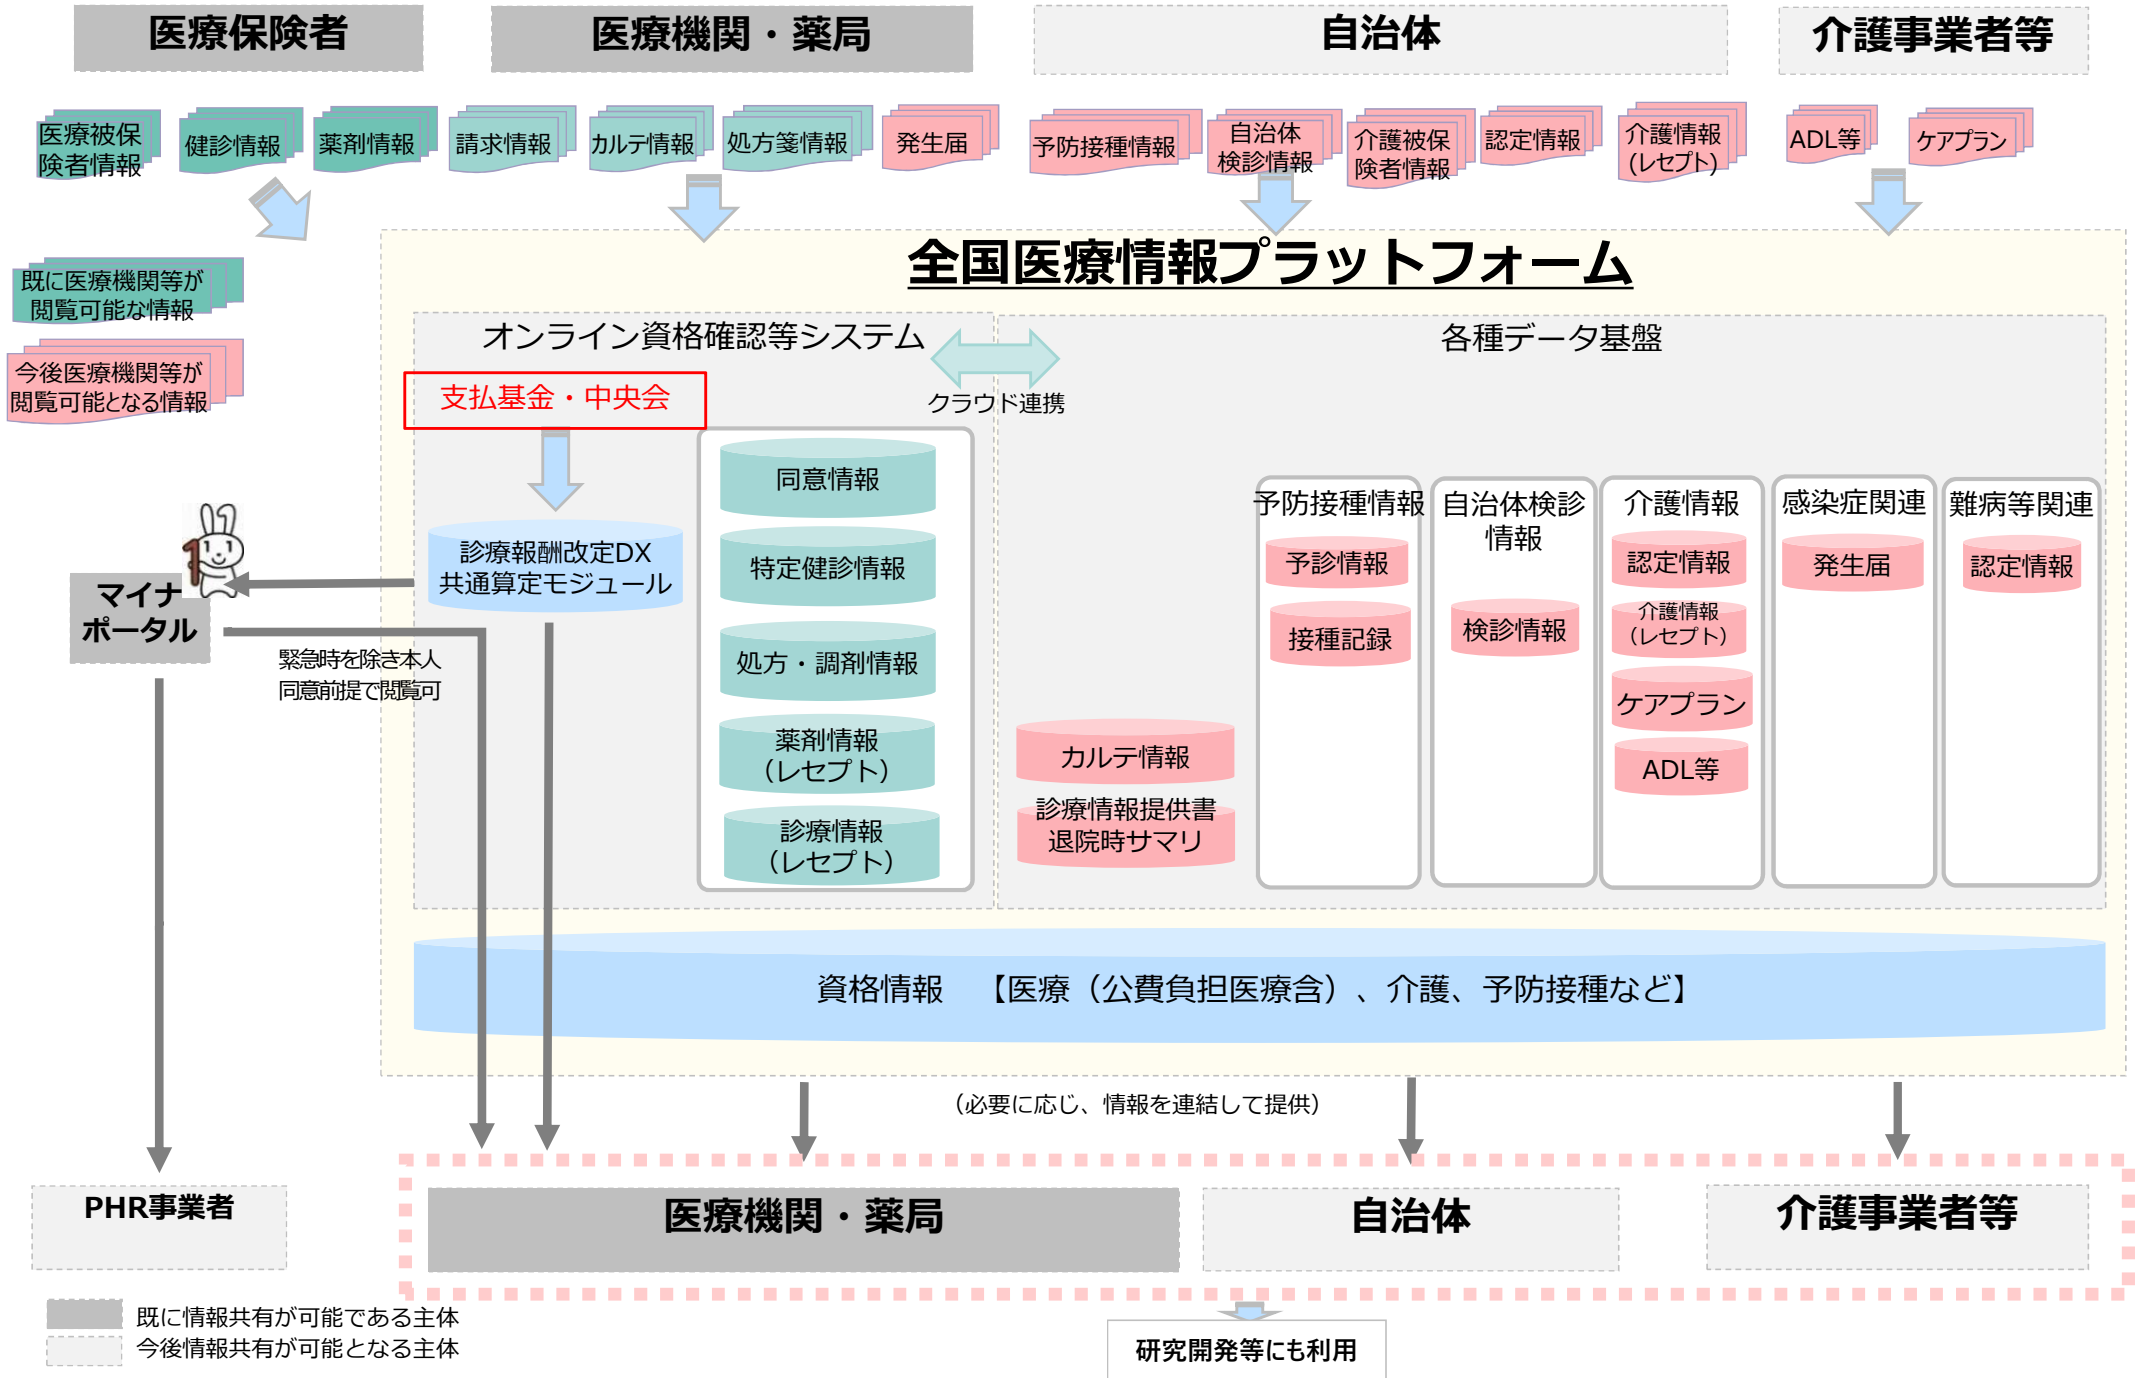 医療保険者
医療機関・薬局
自治体
介護事業者等
医療被保
険者情報
健診情報
薬剤情報
請求情報
カルテ情報
処方箋情報
発生届
予防接種情報
自治体
検診情報
介護被保
険者情報
認定情報
介護情報
(レセプト)
ADL等
ケアプラン
既に医療機関等が
閲覧可能な情報
今後医療機関等が
閲覧可能となる情報
全国医療情報プラットフォーム
オンライン資格確認等システム
各種データ基盤
クラウド連携
支払基金・中央会
診療報酬改定DX
共通算定モジュール
同意情報
特定健診情報
処方・調剤情報
薬剤情報
（レセプト）
診療情報
（レセプト）
カルテ情報
診療情報提供書
退院時サマリ
予防接種情報
予診情報
接種記録
自治体検診
情報
検診情報
介護情報
認定情報
介護情報
（レセプト）
ケアプラン
ADL等
感染症関連
発生届
難病等関連
認定情報
マイナ
ポータル
緊急時を除き本人
同意前提で閲覧可
資格情報　【医療（公費負担医療含）、介護、予防接種など】
（必要に応じ、情報を連結して提供）
PHR事業者
医療機関・薬局
自治体
介護事業者等
既に情報共有が可能である主体
今後情報共有が可能となる主体
研究開発等にも利用